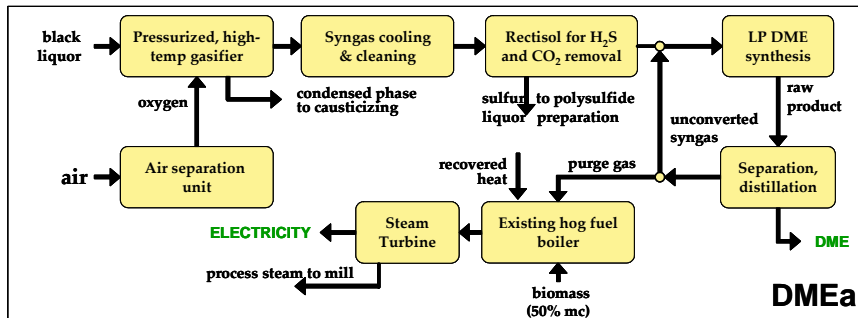 black
liquor
Pressurized, high-
temp gasifier
Syngas cooling
& cleaning
Rectisol for H₂S
and CO₂ removal
LP DME
synthesis
oxygen
condensed phase
to causticizing
sulfur to polysulfide
liquor preparation
unconverted
syngas
raw
product
air
Air separation
unit
recovered
heat
purge gas
Separation,
distillation
ELECTRICITY
Steam
Turbine
Existing hog fuel
boiler
DME
process steam to mill
biomass
(50% mc)
DMEa